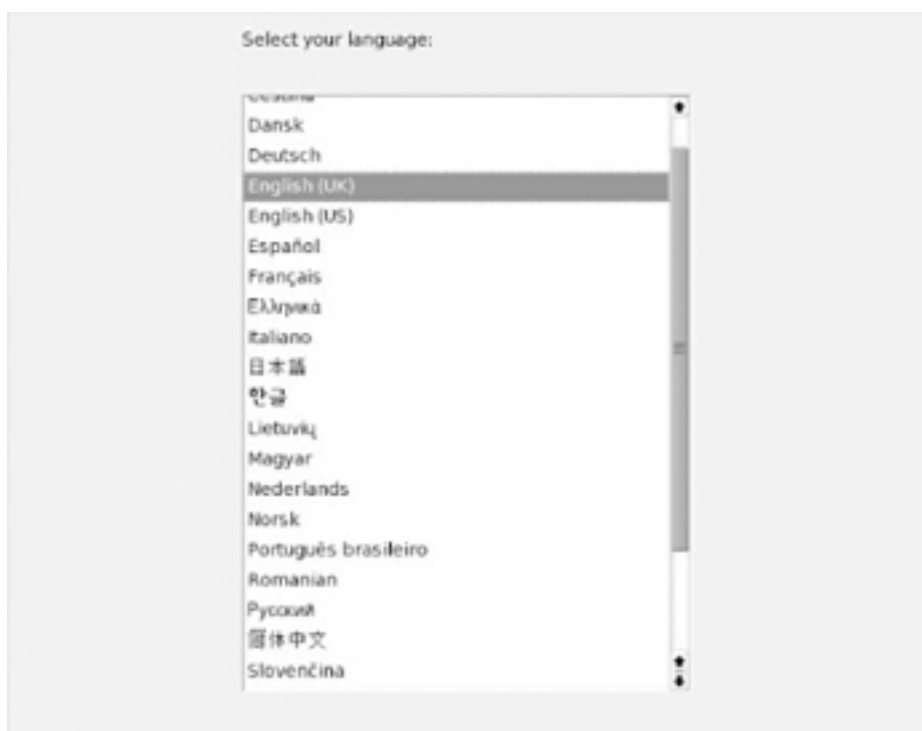 Select your language:
Dansk
Deutsch
English (UK)
English (US)
Español
Français
Ελληνικά
Italiano
日本語
한글
Lietuvių
Magyar
Nederlands
Norsk
Português brasileiro
Romanian
Русский
简体中文
Slovenčina